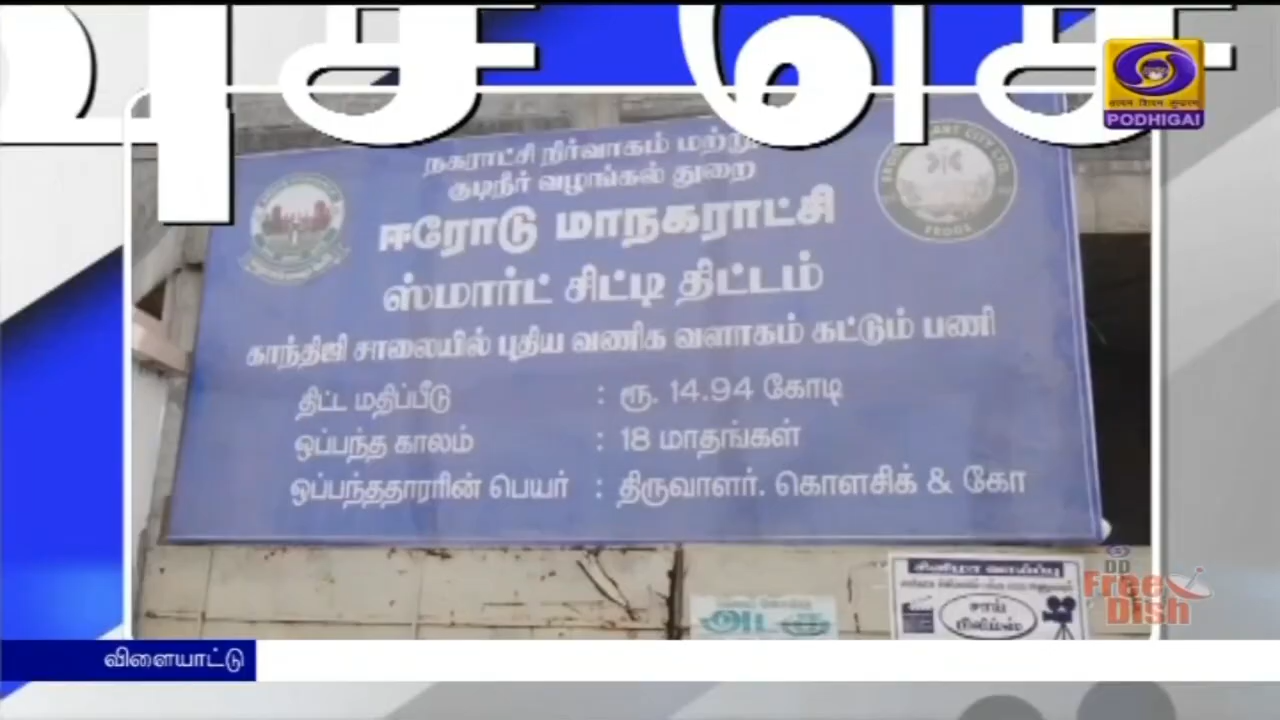 PODHIGAI
நகராட்சி நிர்வாகம் மற்றும்
குடிநீர் வழங்கல் துறை
ஈரோடு மாநகராட்சி
ஸ்மார்ட் சிட்டி திட்டம்
காந்திஜி சாலையில் புதிய வணிக வளாகம் கட்டும் பணி
திட்ட மதிப்பீடு : ரூ. 14.94 கோடி
ஒப்பந்த காலம் : 18 மாதங்கள்
ஒப்பந்ததாரரின் பெயர் : திருவாளர். கௌசிக் & கோ
சினிமா வாய்ப்பு
சாய்
பிலிம்ஸ்
அடகு
DD
Free
Dish
விளையாட்டு